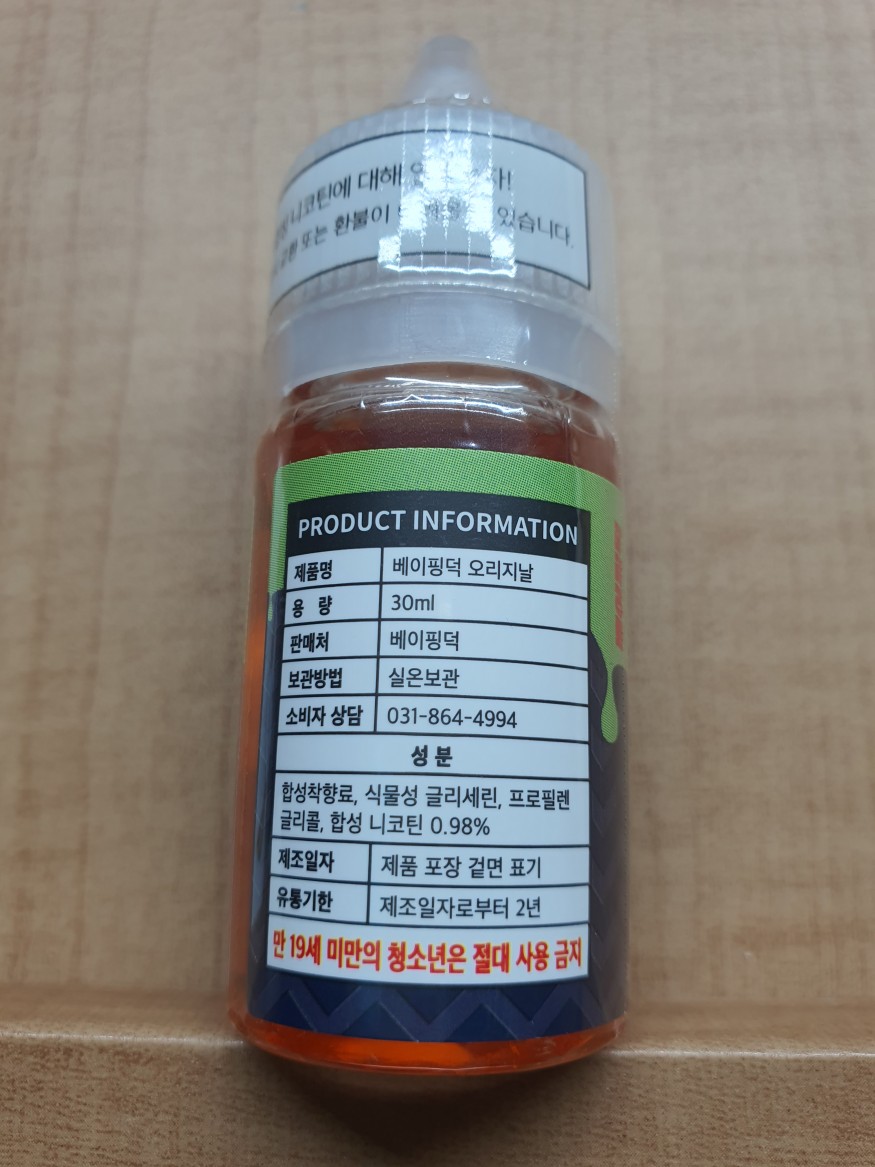 니코틴에 대해
또는 환불이 있습니다.
PRODUCT INFORMATION
제품명 베이핑덕 오리지날
용 량 30ml
판매처 베이핑덕
보관방법 실온보관
소비자 상담 031-864-4994
성 분
합성착향료, 식물성 글리세린, 프로필렌
글리콜, 합성 니코틴 0.98%
제조일자 제품 포장 겉면 표기
유통기한 제조일자로부터 2년
만 19세 미만의 청소년은 절대 사용 금지